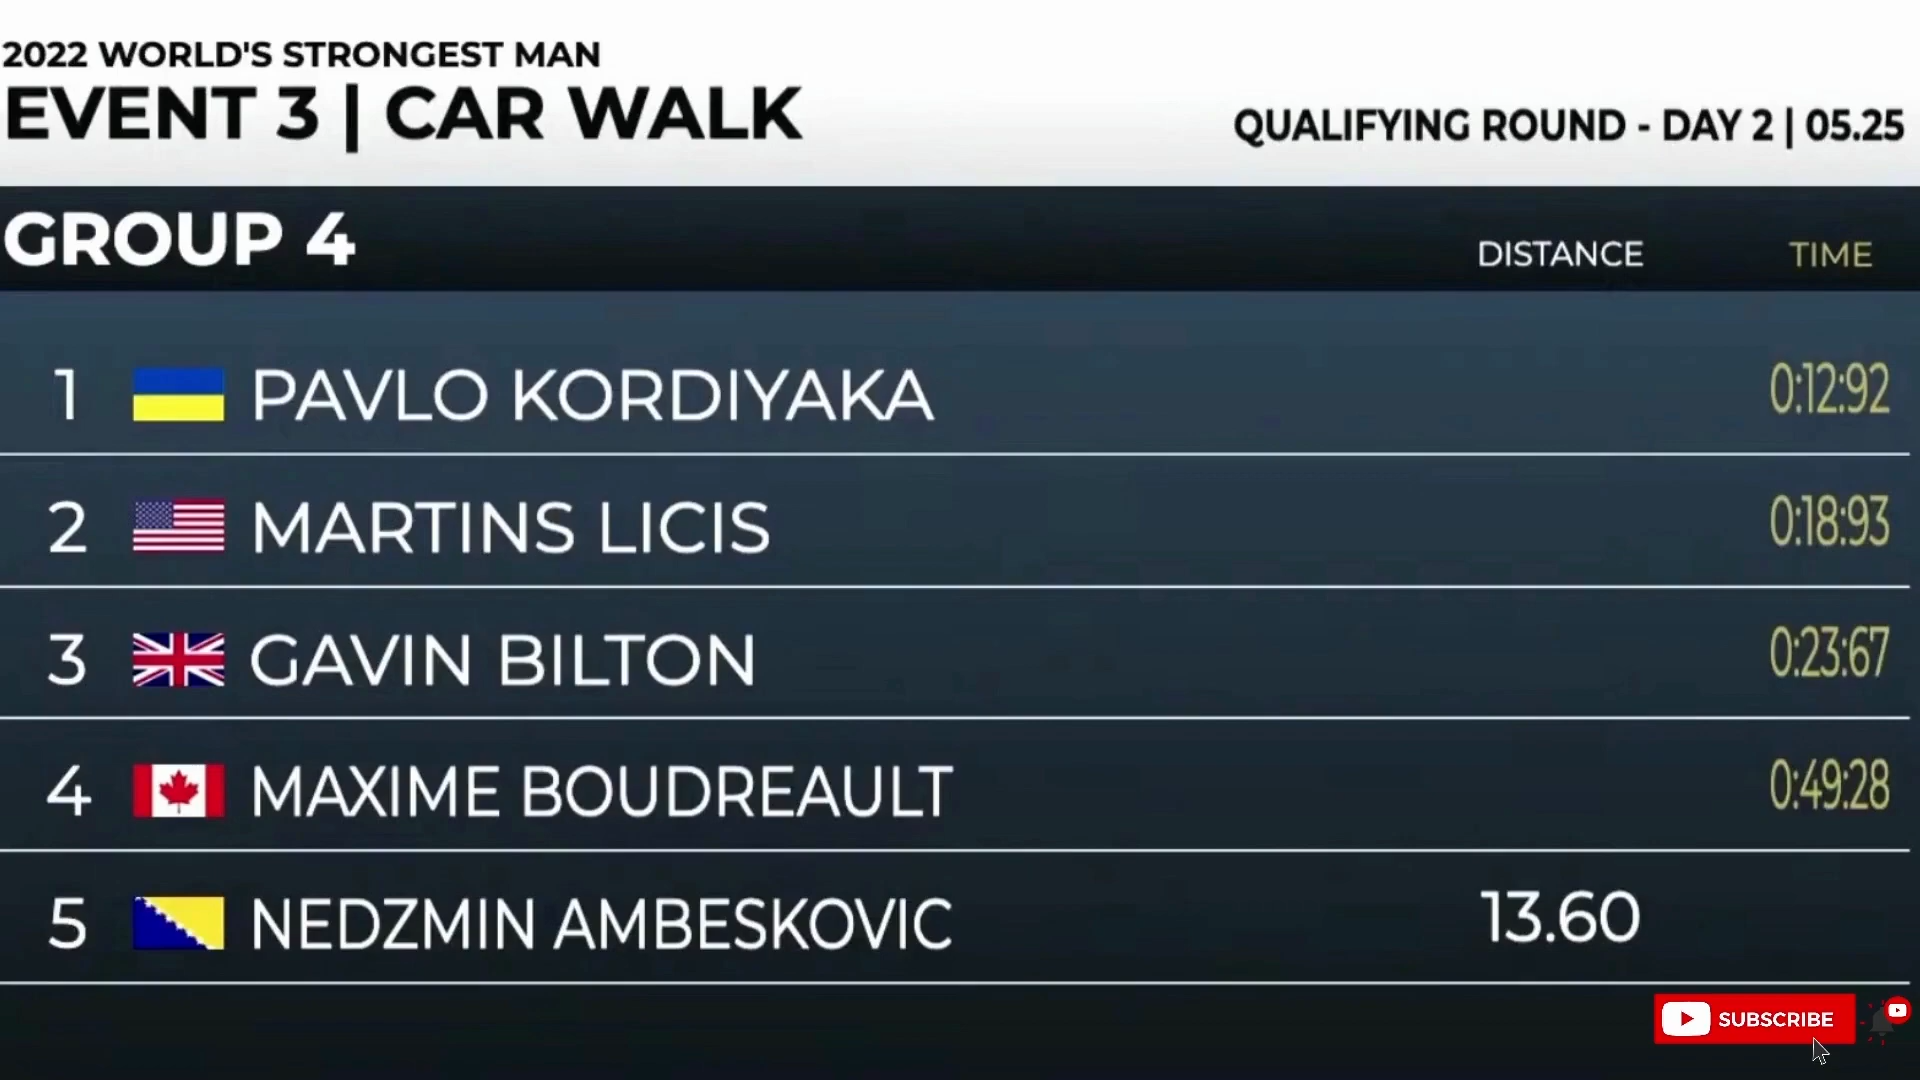 2022 WORLD'S STRONGEST MAN
EVENT 3 | CAR WALK
QUALIFYING ROUND - DAY 2 | 05.25
GROUP 4
DISTANCE TIME
1 PAVLO KORDIYAKA 0:12:92
2 MARTINS LICIS 0:18:93
3 GAVIN BILTON 0:23:67
4 MAXIME BOUDREAULT 0:49:28
5 NEDZMIN AMBESKOVIC 13.60
SUBSCRIBE